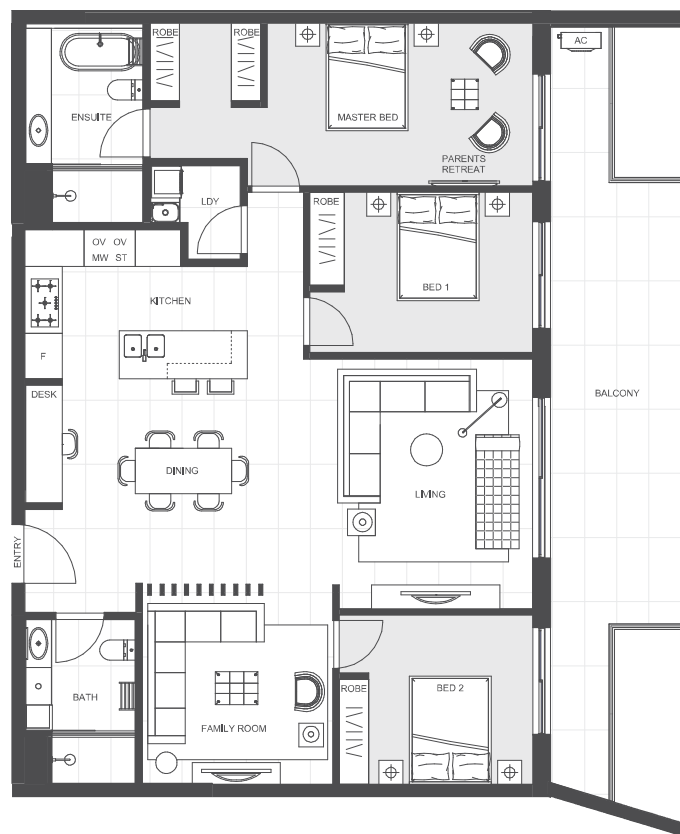 ROBE
ROBE
AC
ENSUITE
MASTER BED
PARENTS
RETREAT
LDY
ROBE
OV OV
MW ST
BED 1
KITCHEN
F
DESK
BALCONY
DINING
LIVING
ENTRY
ROBE
BED 2
BATH
FAMILY ROOM